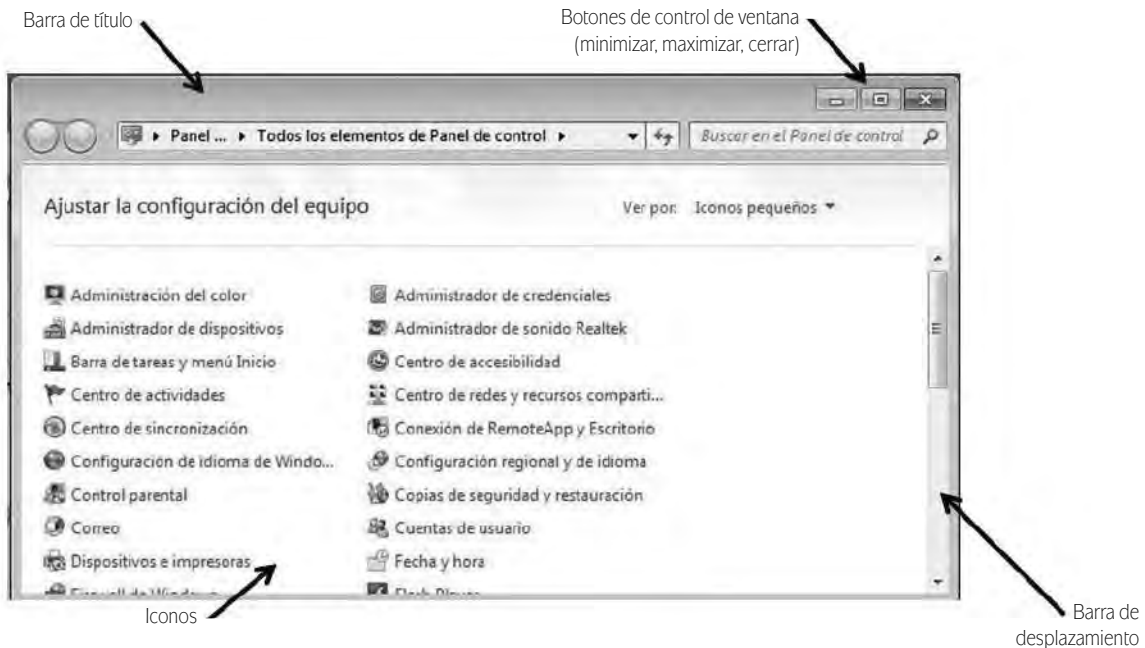 Barra de título
Botones de control de ventana
(minimizar, maximizar, cerrar)
Panel ... Todos los elementos de Panel de control
Buscar en el Panel de control
Ajustar la configuración del equipo
Ver por: Iconos pequeños
Administración del color
Administrador de credenciales
Administrador de dispositivos
Administrador de sonido Realtek
Barra de tareas y menú Inicio
Centro de accesibilidad
Centro de actividades
Centro de redes y recursos comparti...
Centro de sincronización
Conexión de RemoteApp y Escritorio
Configuración de idioma de Windo...
Configuración regional y de idioma
Control parental
Copias de seguridad y restauración
Correo
Cuentas de usuario
Dispositivos e impresoras
Fecha y hora
Firewall de Windows
Flash Player
Iconos
Barra de
desplazamiento